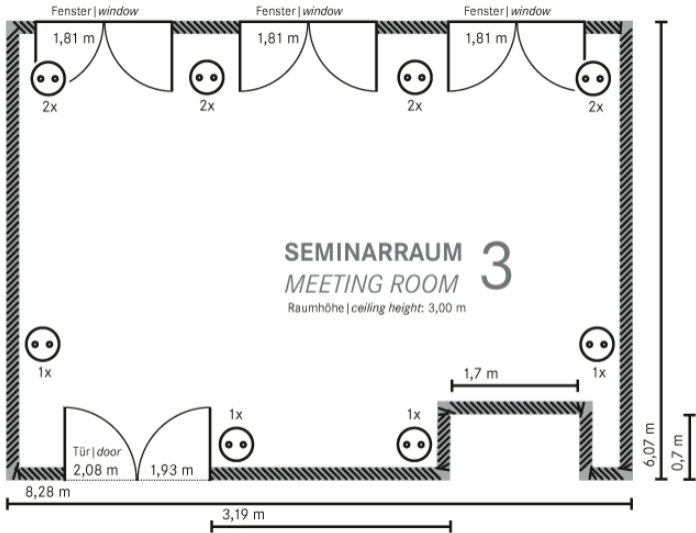 Fenster|window Fenster|window Fenster|window
1,81 m 1,81 m 1,81 m
2x 2x 2x 2x
SEMINARRAUM 3
MEETING ROOM
Raumhöhe|ceiling height: 3,00 m
1x 1x
1,7 m
1x 1x
Tür|door
2,08 m 1,93 m
6,07 m
0,7 m
8,28 m
3,19 m